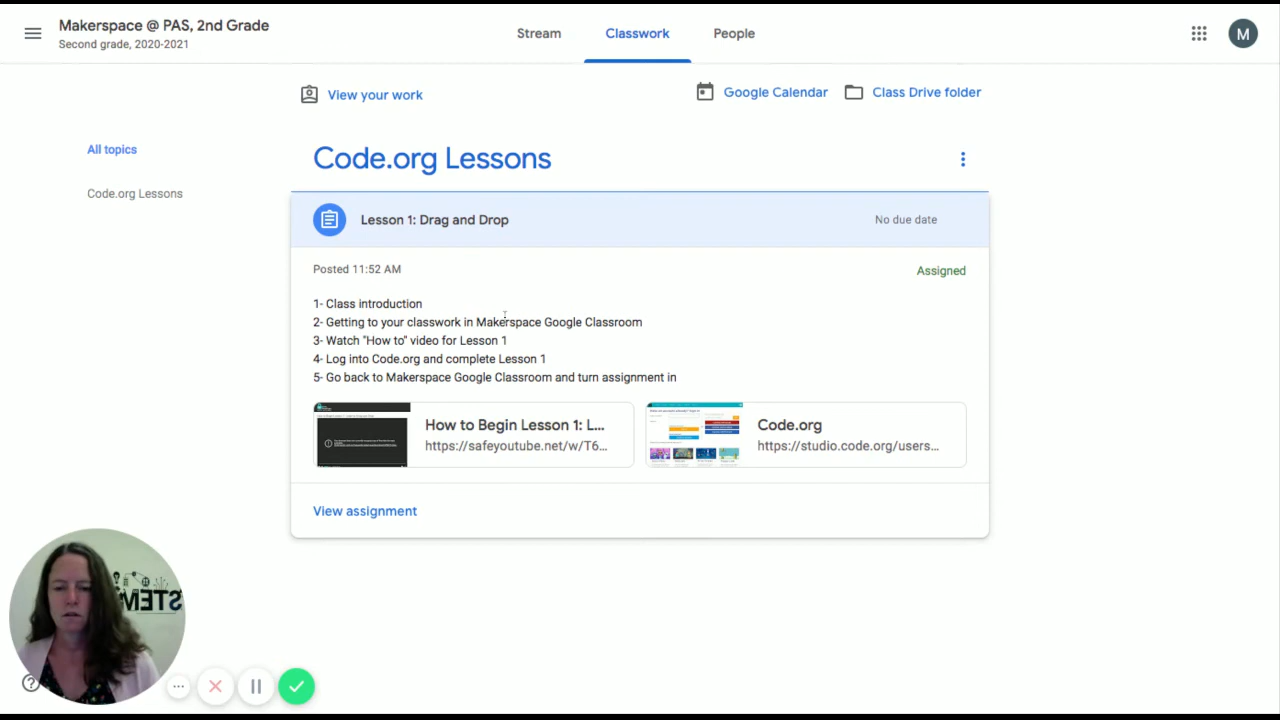 Makerspace @ PAS, 2nd Grade
Second grade, 2020-2021
Stream
Classwork
People
M
View your work
Google Calendar
Class Drive folder
All topics
Code.org Lessons
Code.org Lessons
Lesson 1: Drag and Drop
No due date
Posted 11:52 AM
Assigned
1- Class introduction
2- Getting to your classwork in Makerspace Google Classroom
3- Watch "How to" video for Lesson 1
4- Log into Code.org and complete Lesson 1
5- Go back to Makerspace Google Classroom and turn assignment in
How to Begin Lesson 1: L...
https://safeyoutube.net/w/T6...
Code.org
https://studio.code.org/users...
View assignment
STEM